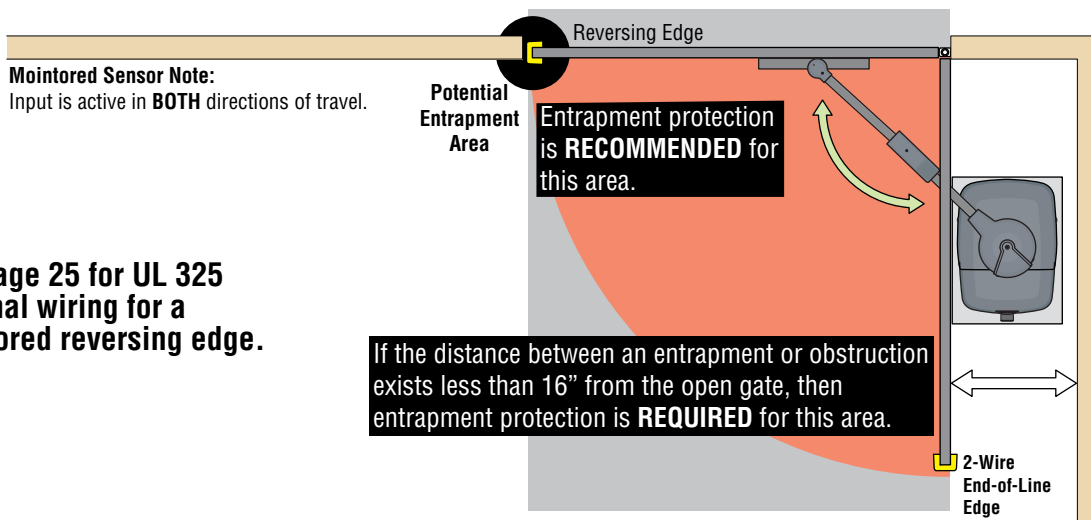 Reversing Edge
Mointored Sensor Note:
Input is active in BOTH directions of travel.
Potential
Entrapment
Area
Entrapment protection
is RECOMMENDED for
this area.
age 25 for UL 325
nal wiring for a
ored reversing edge.
If the distance between an entrapment or obstruction
exists less than 16” from the open gate, then
entrapment protection is REQUIRED for this area.
2-Wire
End-of-Line
Edge